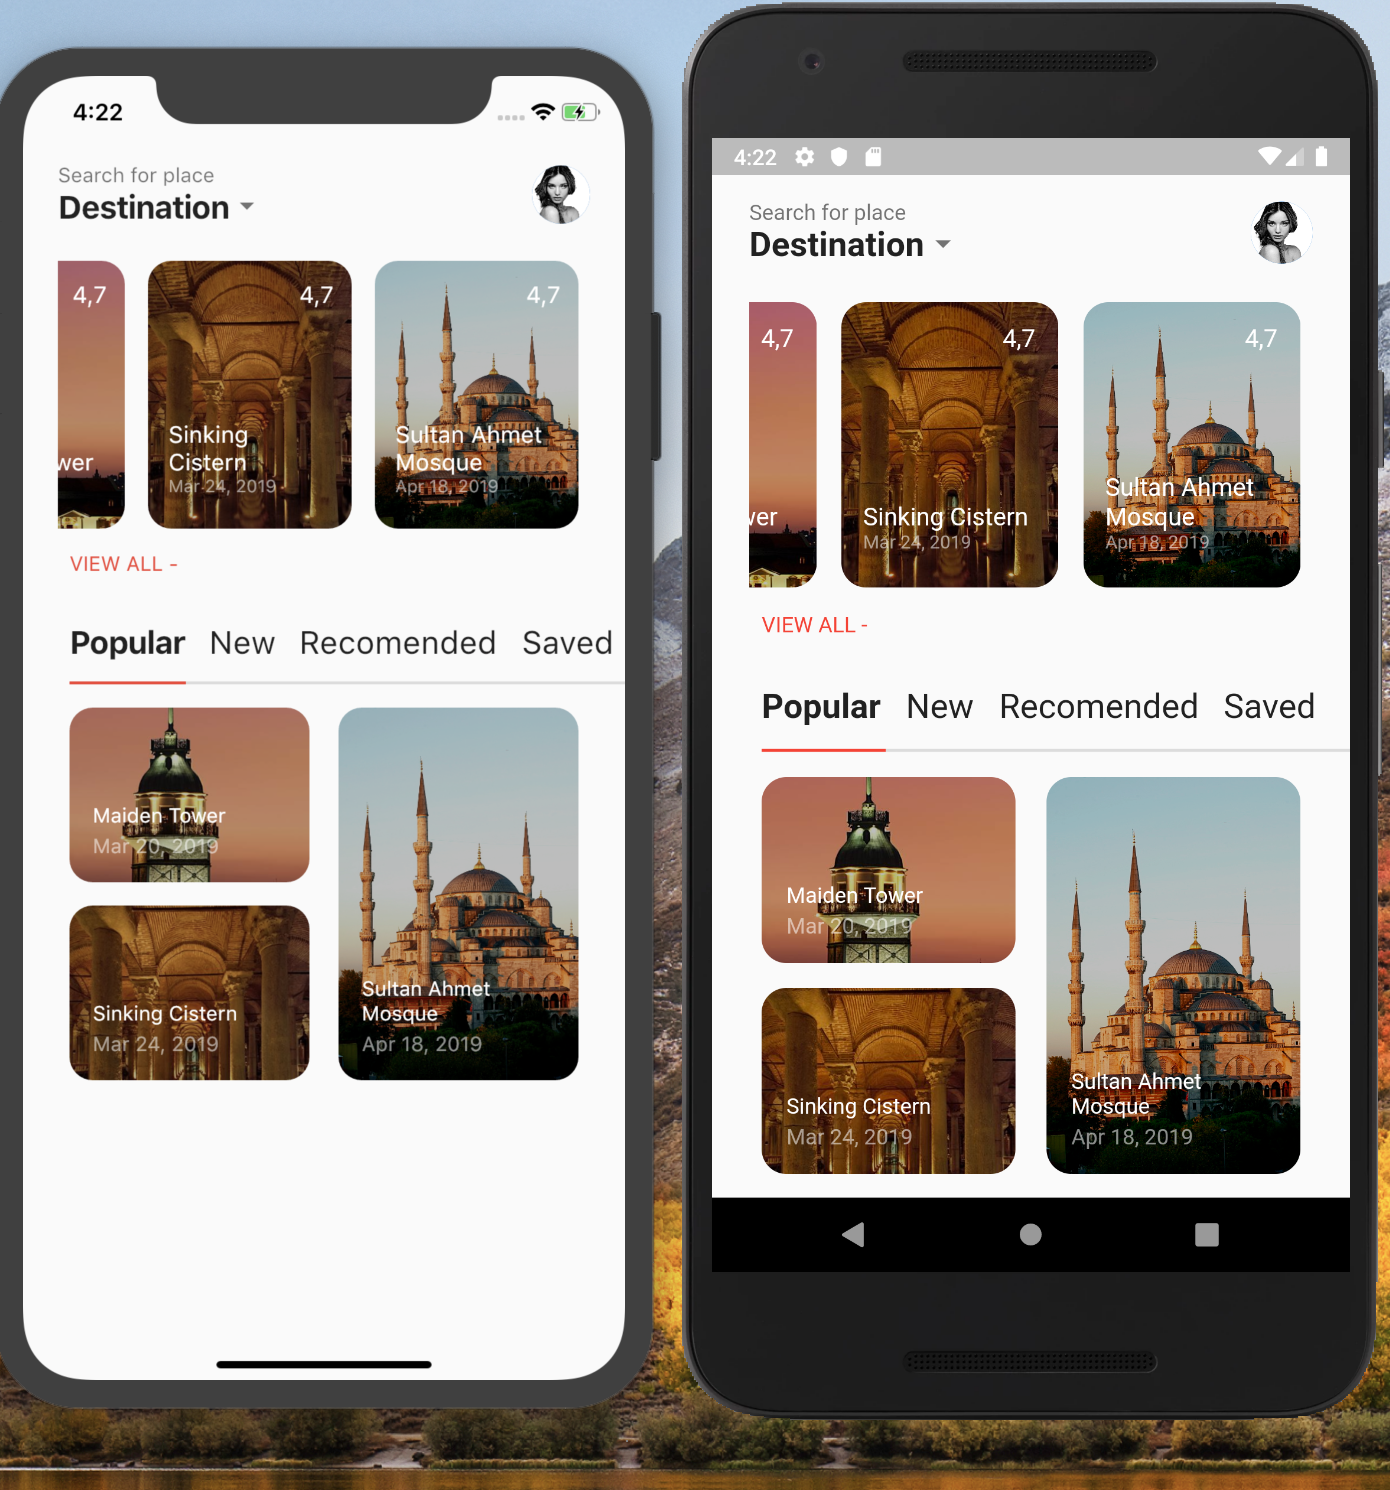 4:22
Search for place
Destination
4,7
4,7
4,7
wer
Sinking
Cistern
Mar 24, 2019
Sultan Ahmet
Mosque
Apr 18, 2019
VIEW ALL -
Popular New Recomended Saved
Maiden Tower
Mar 20, 2019
Sinking Cistern
Mar 24, 2019
Sultan Ahmet
Mosque
Apr 18, 2019
4:22
Search for place
Destination
4,7
4,7
4,7
wer
Sinking Cistern
Mar 24, 2019
Sultan Ahmet
Mosque
Apr 18, 2019
VIEW ALL -
Popular New Recomended Saved
Maiden Tower
Mar 20, 2019
Sinking Cistern
Mar 24, 2019
Sultan Ahmet
Mosque
Apr 18, 2019